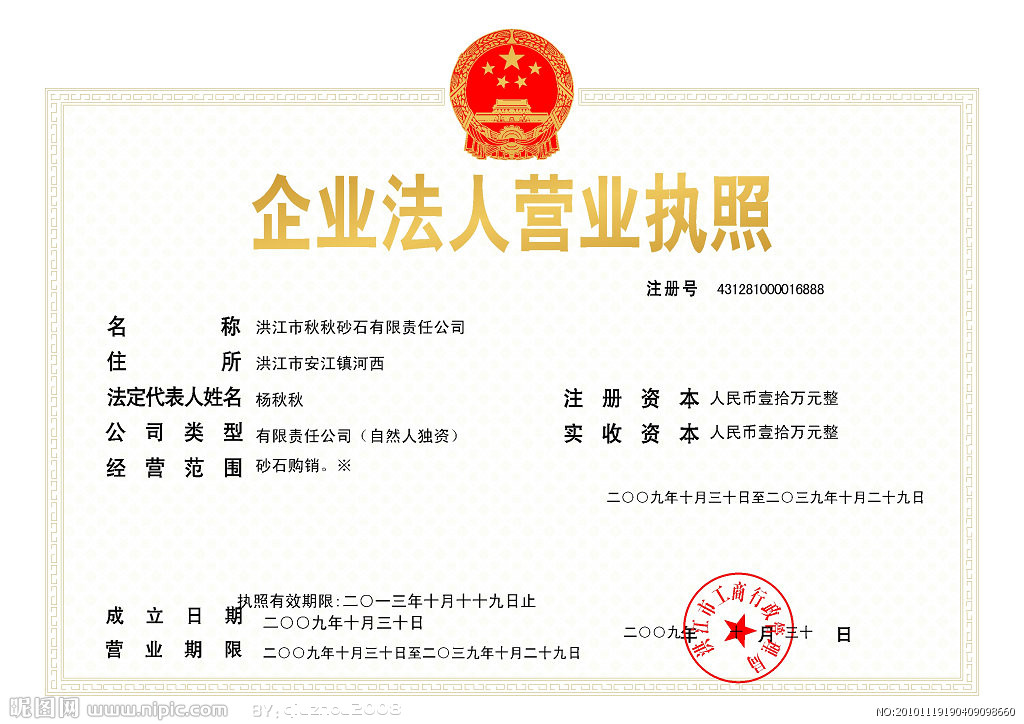 企业法人营业执照
注册号 431281000016888
名称 洪江市秋秋砂石有限责任公司
住所 洪江市安江镇河西
法定代表人姓名 杨秋秋
注册资本 人民币壹拾万元整
公司类型 有限责任公司（自然人独资）
实收资本 人民币壹拾万元整
经营范围 砂石购销。※
二〇〇九年十月三十日至二〇三九年十月二十九日
执照有效期限:二〇一三年十月十十九日止
成立日期 二〇〇九年十月三十日
二〇〇九年 十月三十日
洪江市工商行政管理局
营业期限 二〇〇九年十月三十日至二〇三九年十月二十九日
昵图网 www.nipic.com BY:qiuzha_2008
NO:20101119190409098660